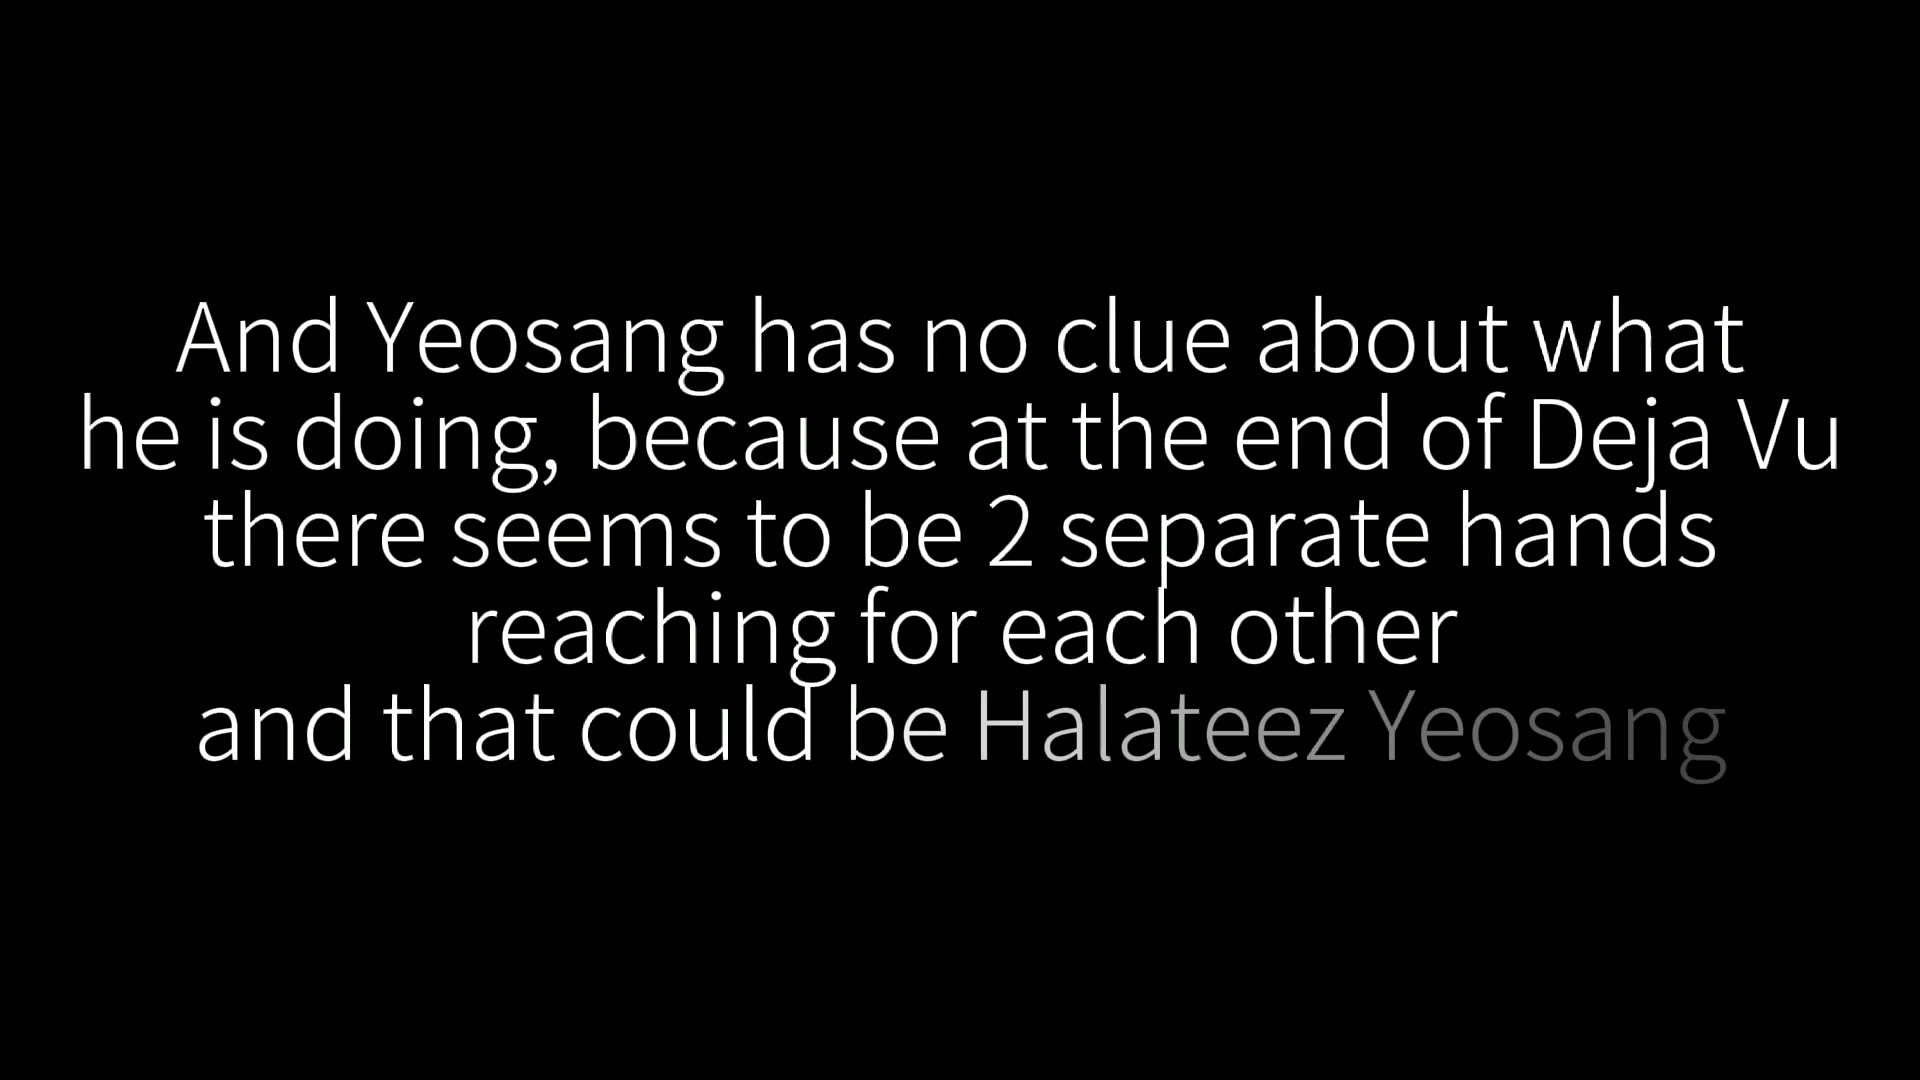 And Yeosang has no clue about what
he is doing, because at the end of Deja Vu
there seems to be 2 separate hands
reaching for each other
and that could be Halateez Yeosang